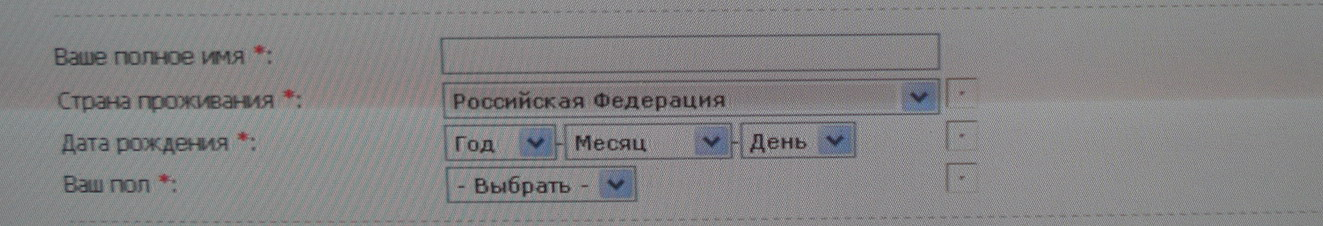 Ваше полное имя *:
Страна проживания *: Российская Федерация
Дата рождения *: Год - Месяц - День
Ваш пол *: - Выбрать -